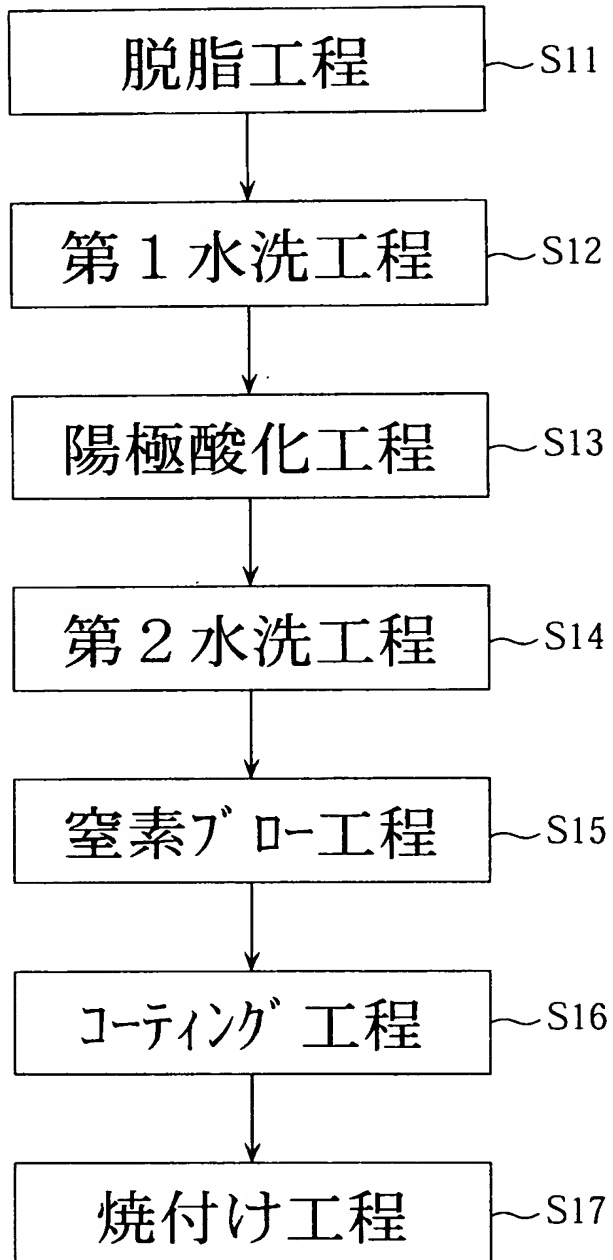 脱脂工程 S11
第1水洗工程 S12
陽極酸化工程 S13
第2水洗工程 S14
窒素ﾌﾞﾛｰ工程 S15
ｺｰﾃｨﾝｸﾞ工程 S16
焼付け工程 S17